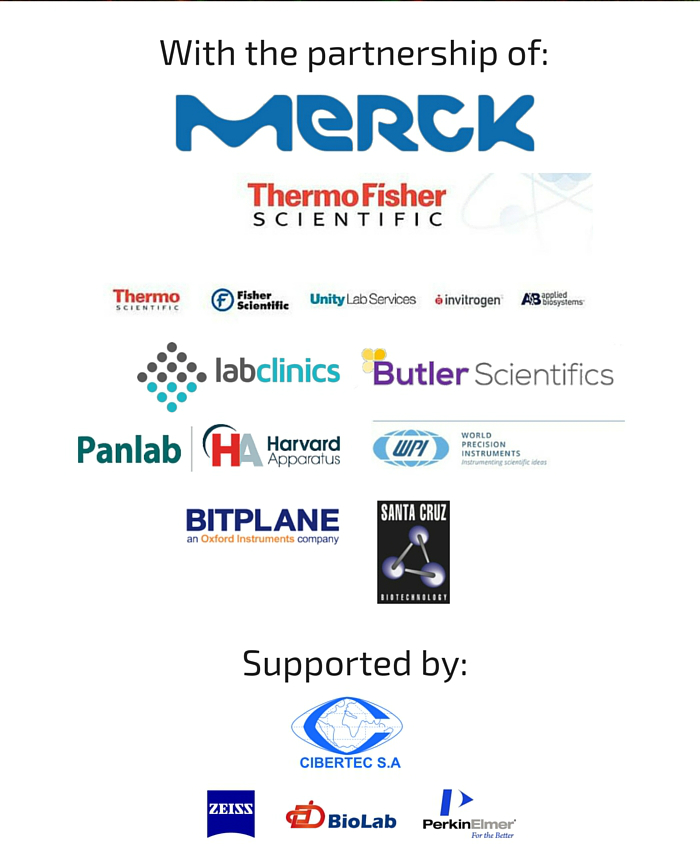 With the partnership of:
MERCK
ThermoFisher
SCIENTIFIC
Thermo
SCIENTIFIC
Fisher
Scientific
Unity Lab Services
invitrogen
AB applied
biosystems
labclinics
Butler Scientifics
Panlab
HA Harvard
Apparatus
WPI
WORLD
PRECISION
INSTRUMENTS
Instrumenting scientific ideas
BITPLANE
an Oxford Instruments company
SANTA CRUZ
BIOTECHNOLOGY
Supported by:
CIBERTEC S.A
ZEISS
BioLab
PerkinElmer
For the Better